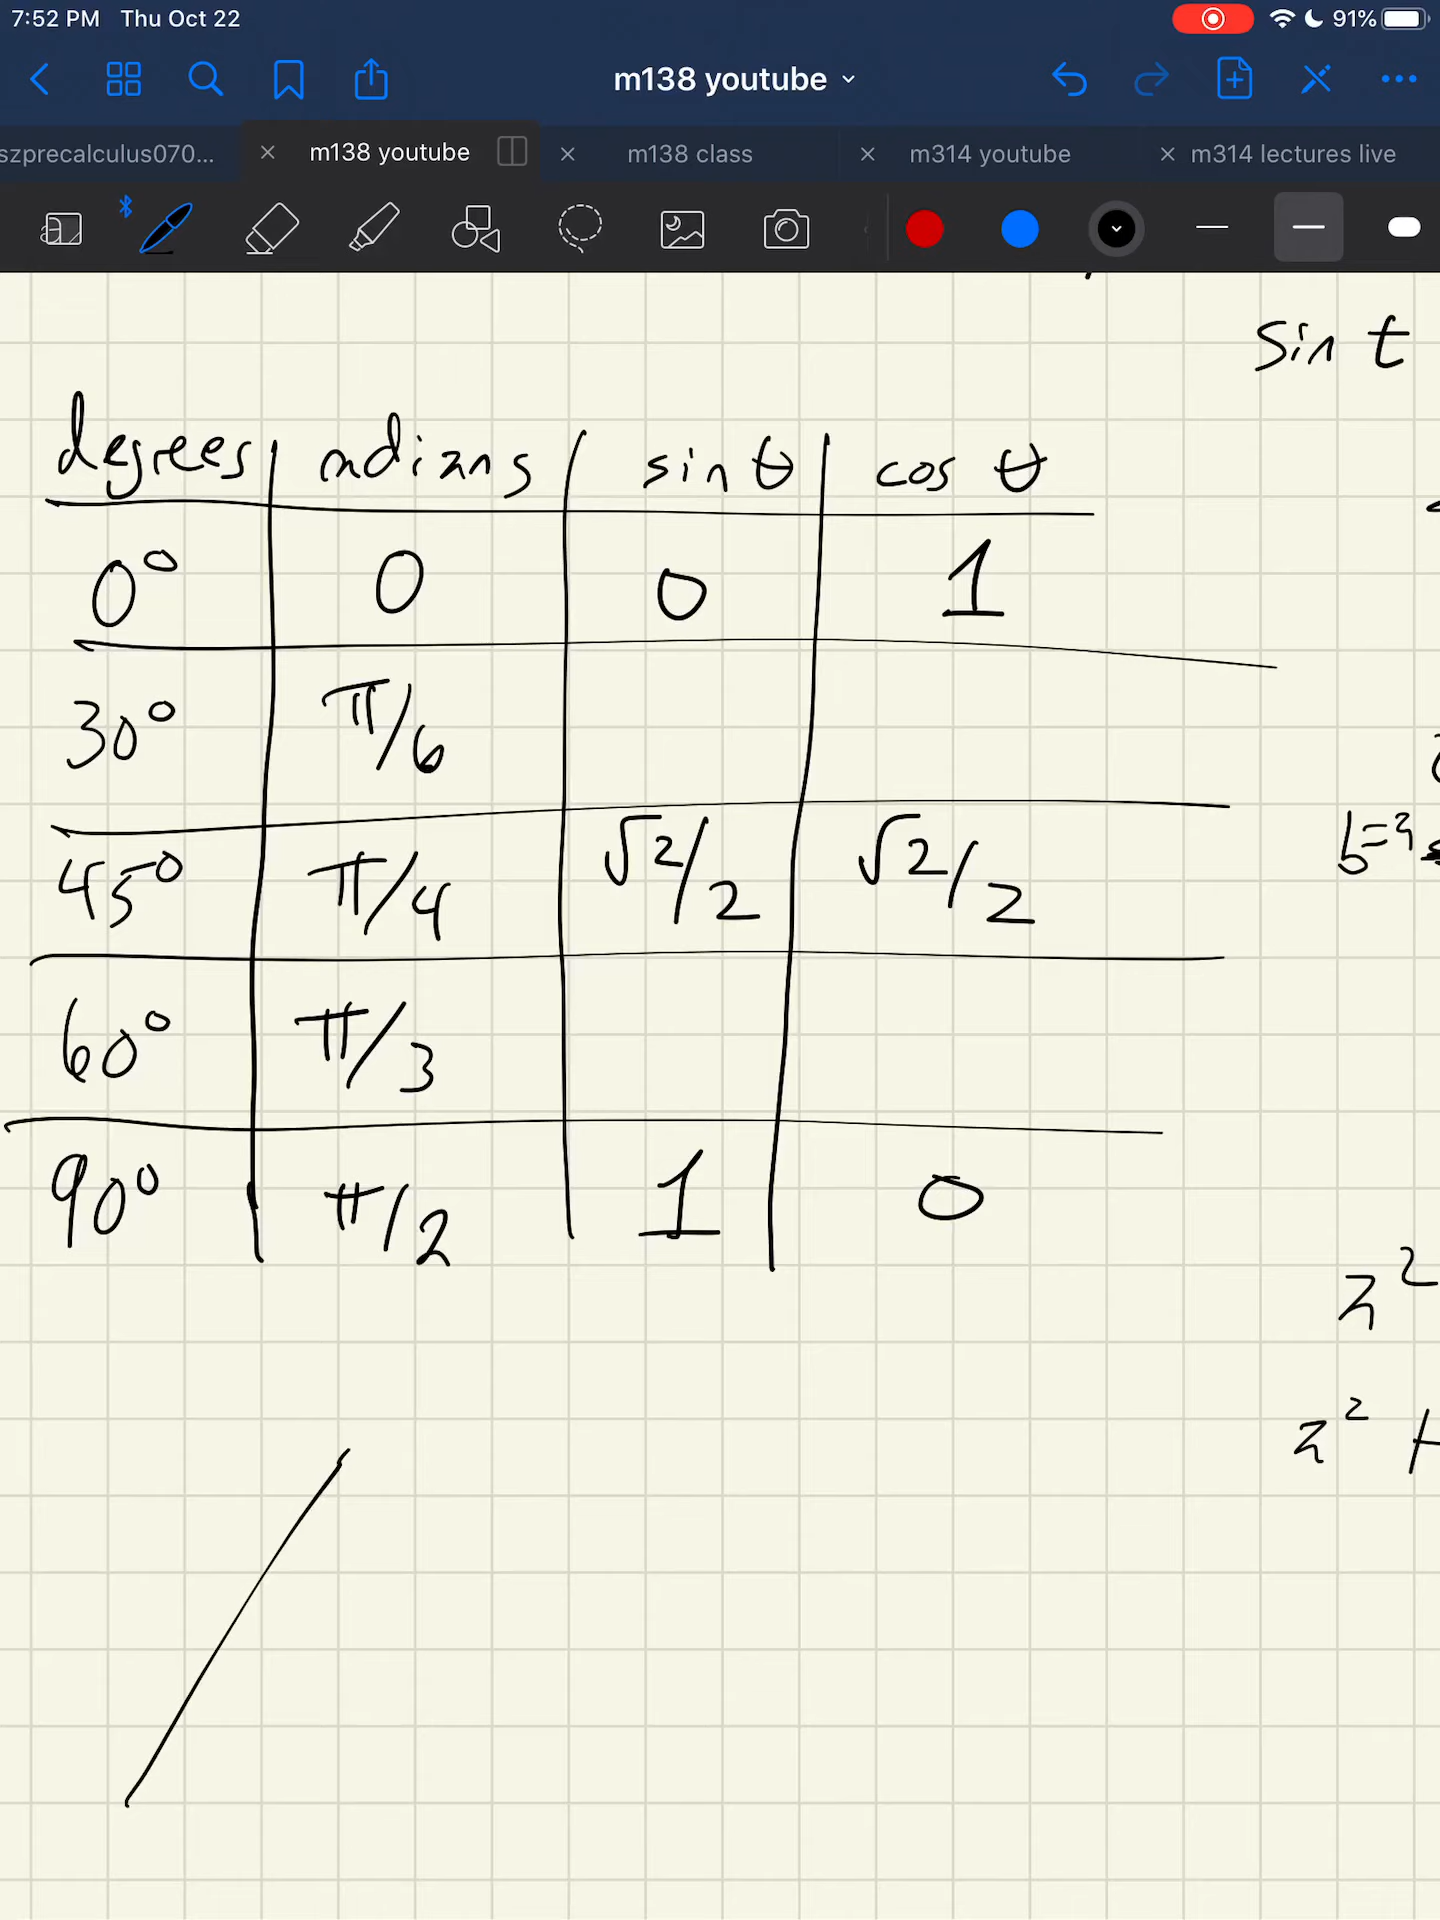 7:52 PM Thu Oct 22 91%
m138 youtube
szprecalculus070... m138 youtube m138 class m314 youtube m314 lectures live
sin t
degrees radians sin θ cos θ
0° 0 0 1
30° π/6
45° π/4 √2/2 √2/2
b=?
60° π/3
90° π/2 1 0
2
2 +